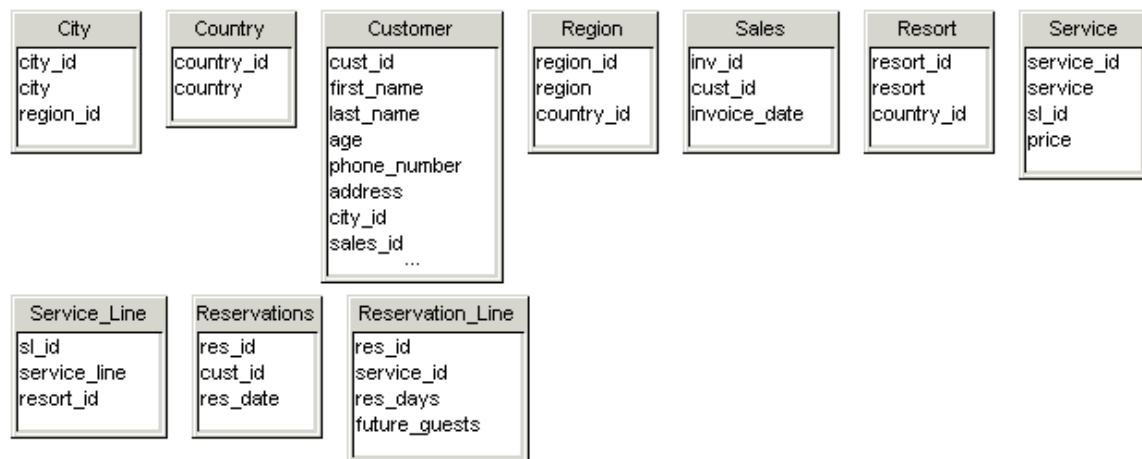 City
city_id
city
region_id
Country
country_id
country
Customer
cust_id
first_name
last_name
age
phone_number
address
city_id
sales_id
...
Region
region_id
region
country_id
Sales
inv_id
cust_id
invoice_date
Resort
resort_id
resort
country_id
Service
service_id
service
sl_id
price
Service_Line
sl_id
service_line
resort_id
Reservations
res_id
cust_id
res_date
Reservation_Line
res_id
service_id
res_days
future_guests